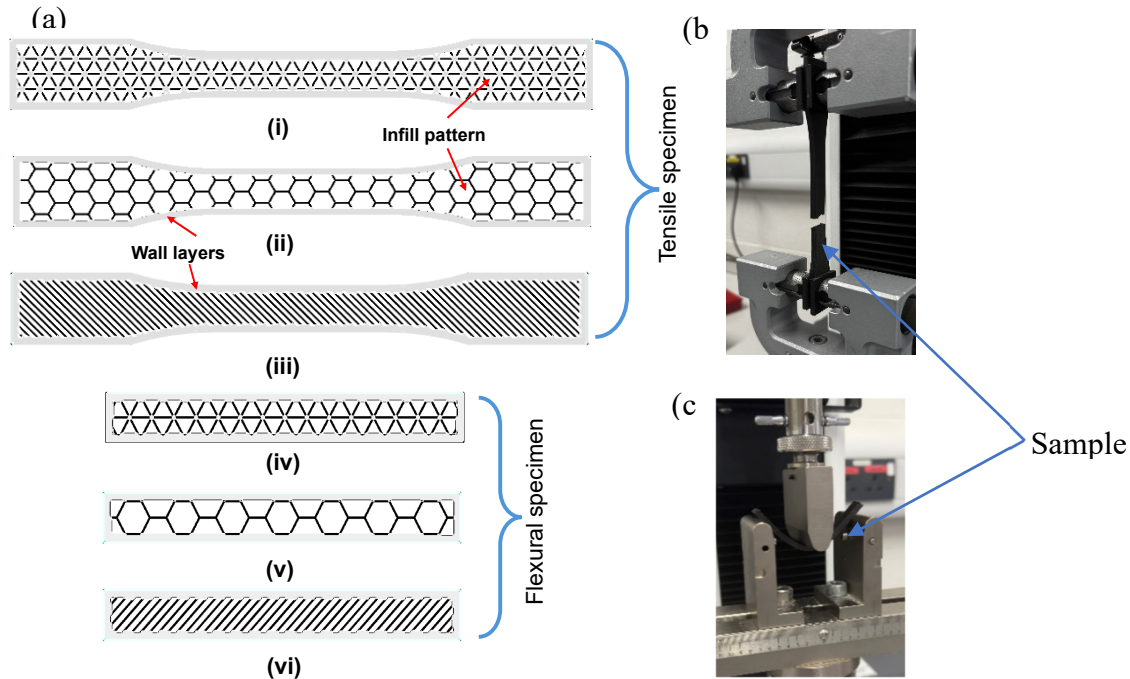 (a)
(i)
Infill pattern
(ii)
Wall layers
(iii)
Tensile specimen
(iv)
(v)
(vi)
Flexural specimen
(b
(c
Sample